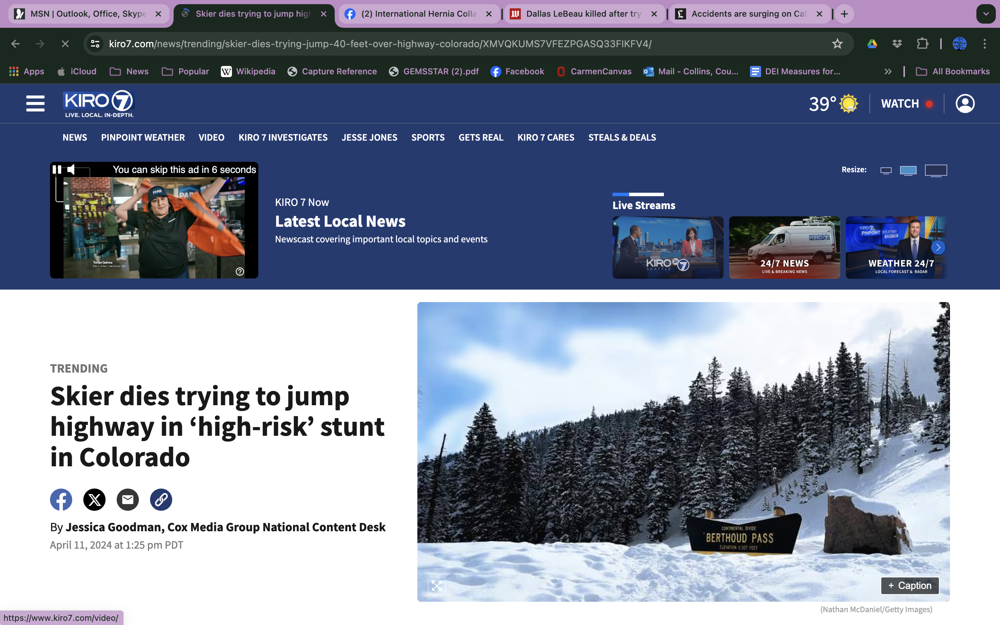 MSN | Outlook, Office, Skype
Skier dies trying to jump high
(2) International Hernia Colla
Dallas LeBeau killed after try
Accidents are surging on Cal
kiro7.com/news/trending/skier-dies-trying-jump-40-feet-over-highway-colorado/XMVQKUMS7VFEZPGASQ33FIKFV4/
Apps
iCloud
News
Popular
Wikipedia
Capture Reference
GEMSSTAR (2).pdf
Facebook
CarmenCanvas
Mail - Collins, Cou...
DEI Measures for...
All Bookmarks
KIRO 7
LIVE. LOCAL. IN-DEPTH.
39°
WATCH
NEWS
PINPOINT WEATHER
VIDEO
KIRO 7 INVESTIGATES
JESSE JONES
SPORTS
GETS REAL
KIRO 7 CARES
STEALS & DEALS
You can skip this ad in 6 seconds
PARR
PARR
Tonya Galvez
Parr Lumber | Vancouver WA
KIRO 7 Now
Latest Local News
Newscast covering important local topics and events
Resize:
Live Streams
KIRO 24 7
SEATTLE
KIRO 7
24/7 NEWS
LIVE & BREAKING NEWS
KIRO 7
PINPOINT WEATHER
CENTER
WEATHER 24/7
LOCAL FORECAST & RADAR
TRENDING
Skier dies trying to jump
highway in ‘high-risk’ stunt
in Colorado
By Jessica Goodman, Cox Media Group National Content Desk
April 11, 2024 at 1:25 pm PDT
CONTINENTAL DIVIDE
BERTHOUD PASS
ELEVATION 11,307 FEET
+ Caption
(Nathan McDaniel/Getty Images)
https://www.kiro7.com/video/